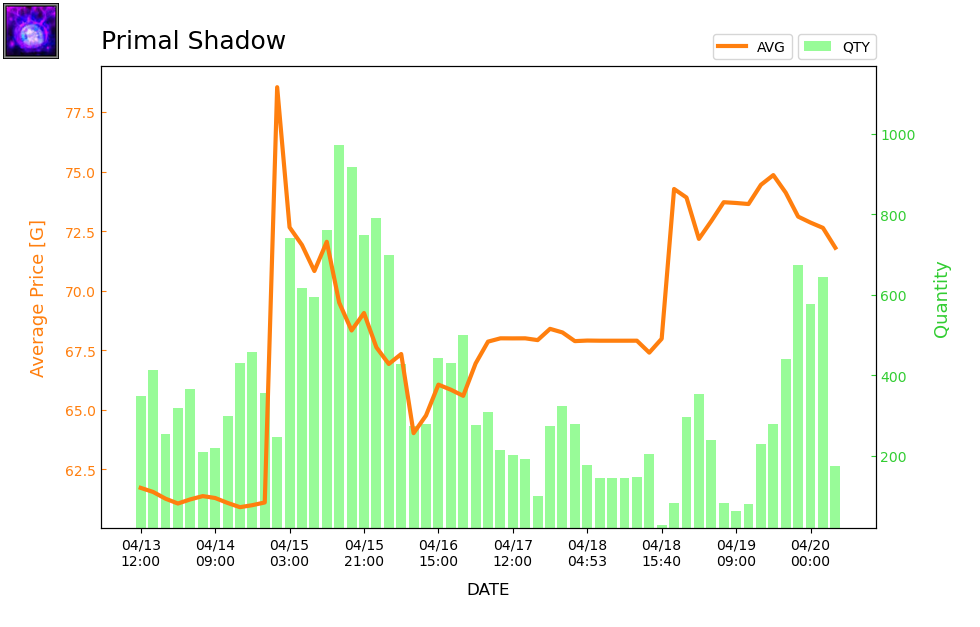 Primal Shadow
AVG
QTY
Average Price [G]
77.5
75.0
72.5
70.0
67.5
65.0
62.5
1000
800
600
400
200
Quantity
04/13 04/14 04/15 04/15 04/16 04/17 04/18 04/18 04/19 04/20
12:00 09:00 03:00 21:00 15:00 12:00 04:53 15:40 09:00 00:00
DATE